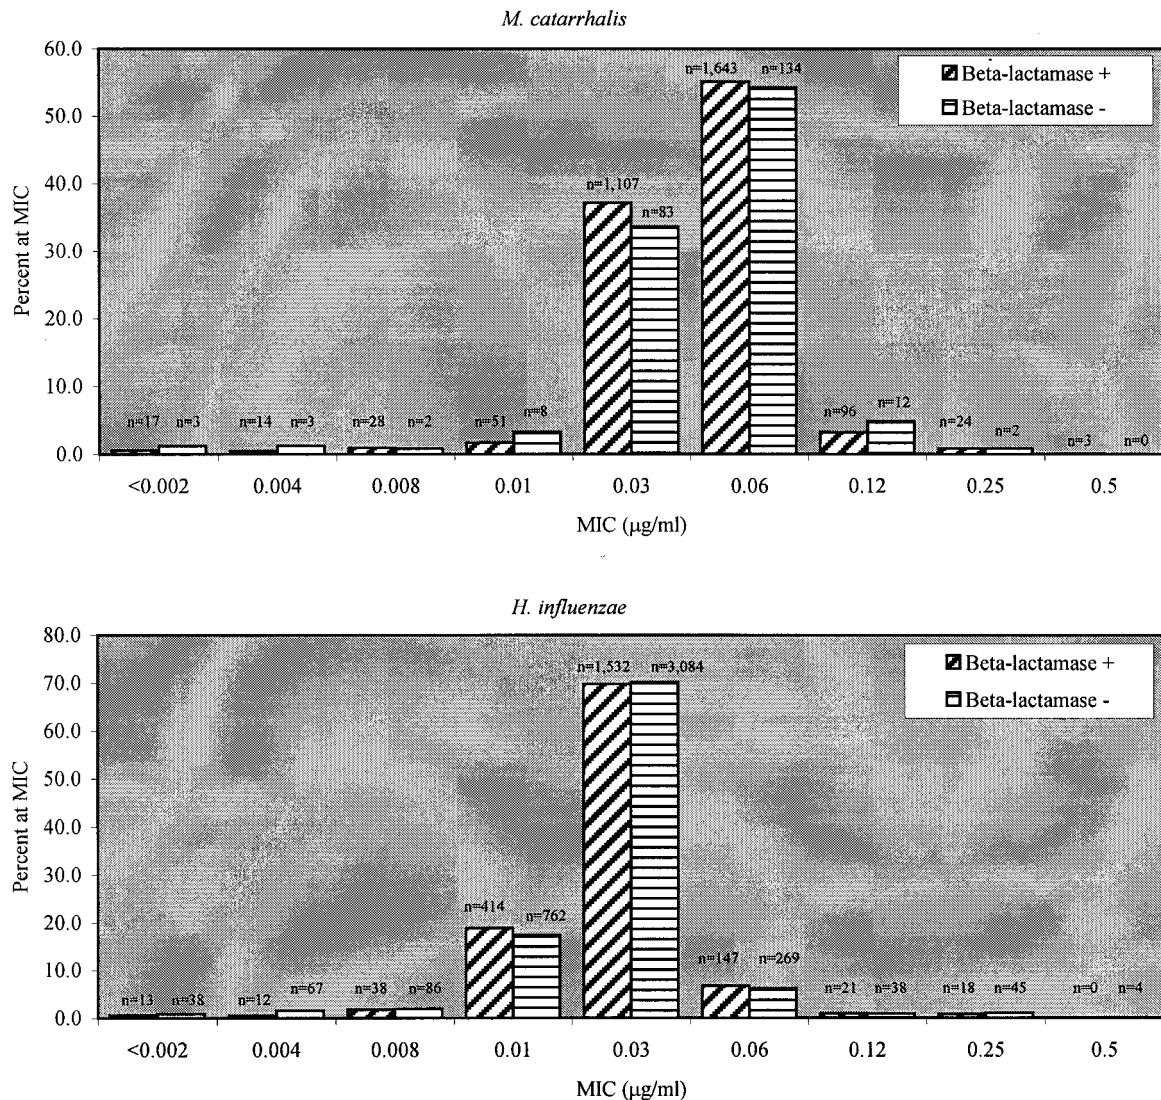 M. catarrhalis
60.0
50.0
40.0
30.0
20.0
10.0
0.0
Percent at MIC
Beta-lactamase +
Beta-lactamase -
n=17 n=3 n=14 n=3 n=28 n=2 n=51 n=8 n=1,107 n=83 n=1,643 n=134 n=96 n=12 n=24 n=2 n=3 n=0
<0.002 0.004 0.008 0.01 0.03 0.06 0.12 0.25 0.5
MIC (µg/ml)
H. influenzae
80.0
70.0
60.0
50.0
40.0
30.0
20.0
10.0
0.0
Percent at MIC
Beta-lactamase +
Beta-lactamase -
n=13 n=38 n=12 n=67 n=38 n=86 n=414 n=762 n=1,532 n=3,084 n=147 n=269 n=21 n=38 n=18 n=45 n=0 n=4
<0.002 0.004 0.008 0.01 0.03 0.06 0.12 0.25 0.5
MIC (µg/ml)